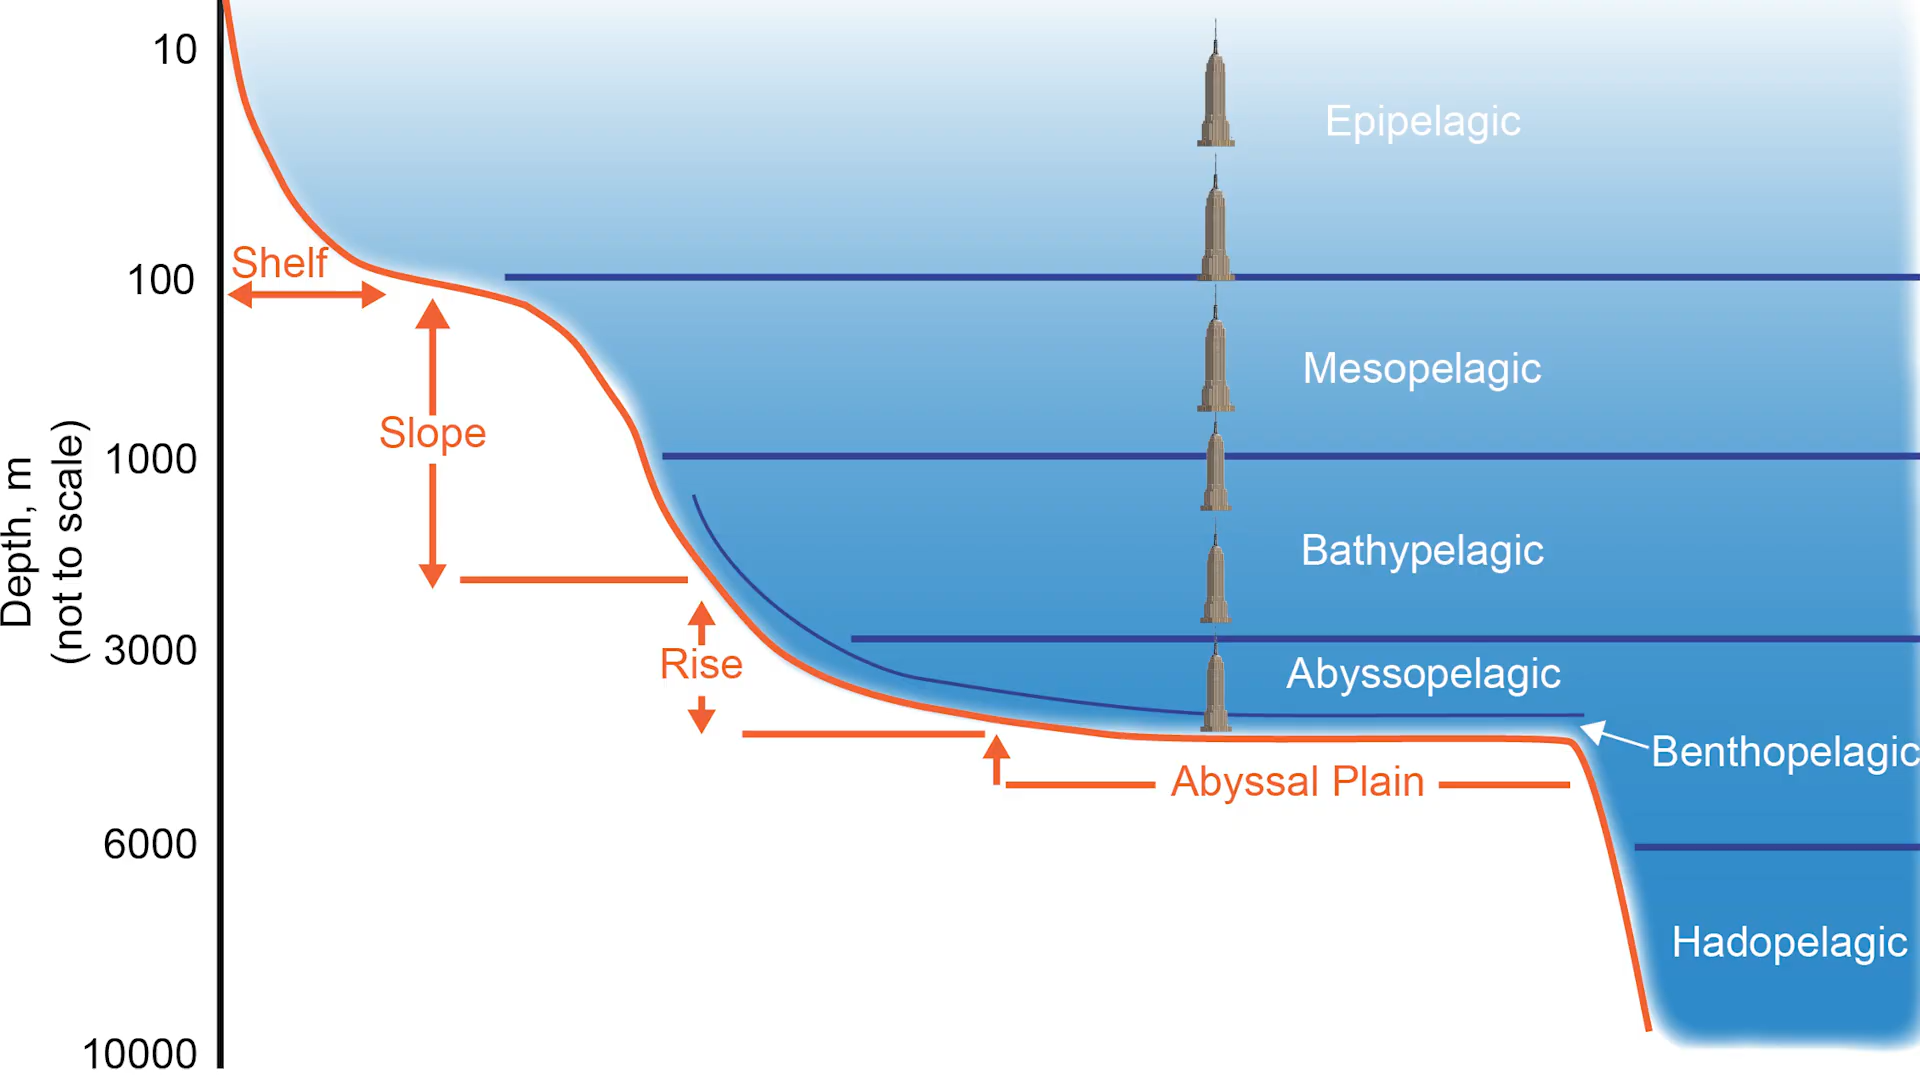 10
Epipelagic
Shelf
100
Mesopelagic
Slope
1000
Depth, m
(not to scale)
Bathypelagic
3000
Rise
Abyssopelagic
Benthopelagic
Abyssal Plain
6000
Hadopelagic
10000